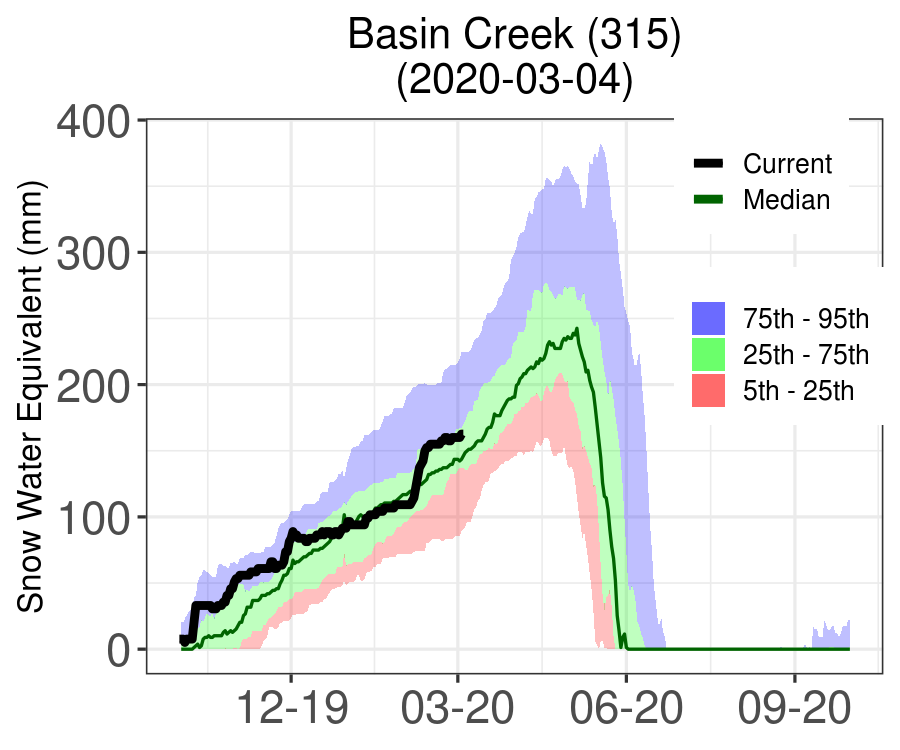 Basin Creek (315)
(2020-03-04)
Snow Water Equivalent (mm)
400
300
200
100
0
12-19
03-20
06-20
09-20
Current
Median
75th - 95th
25th - 75th
5th - 25th